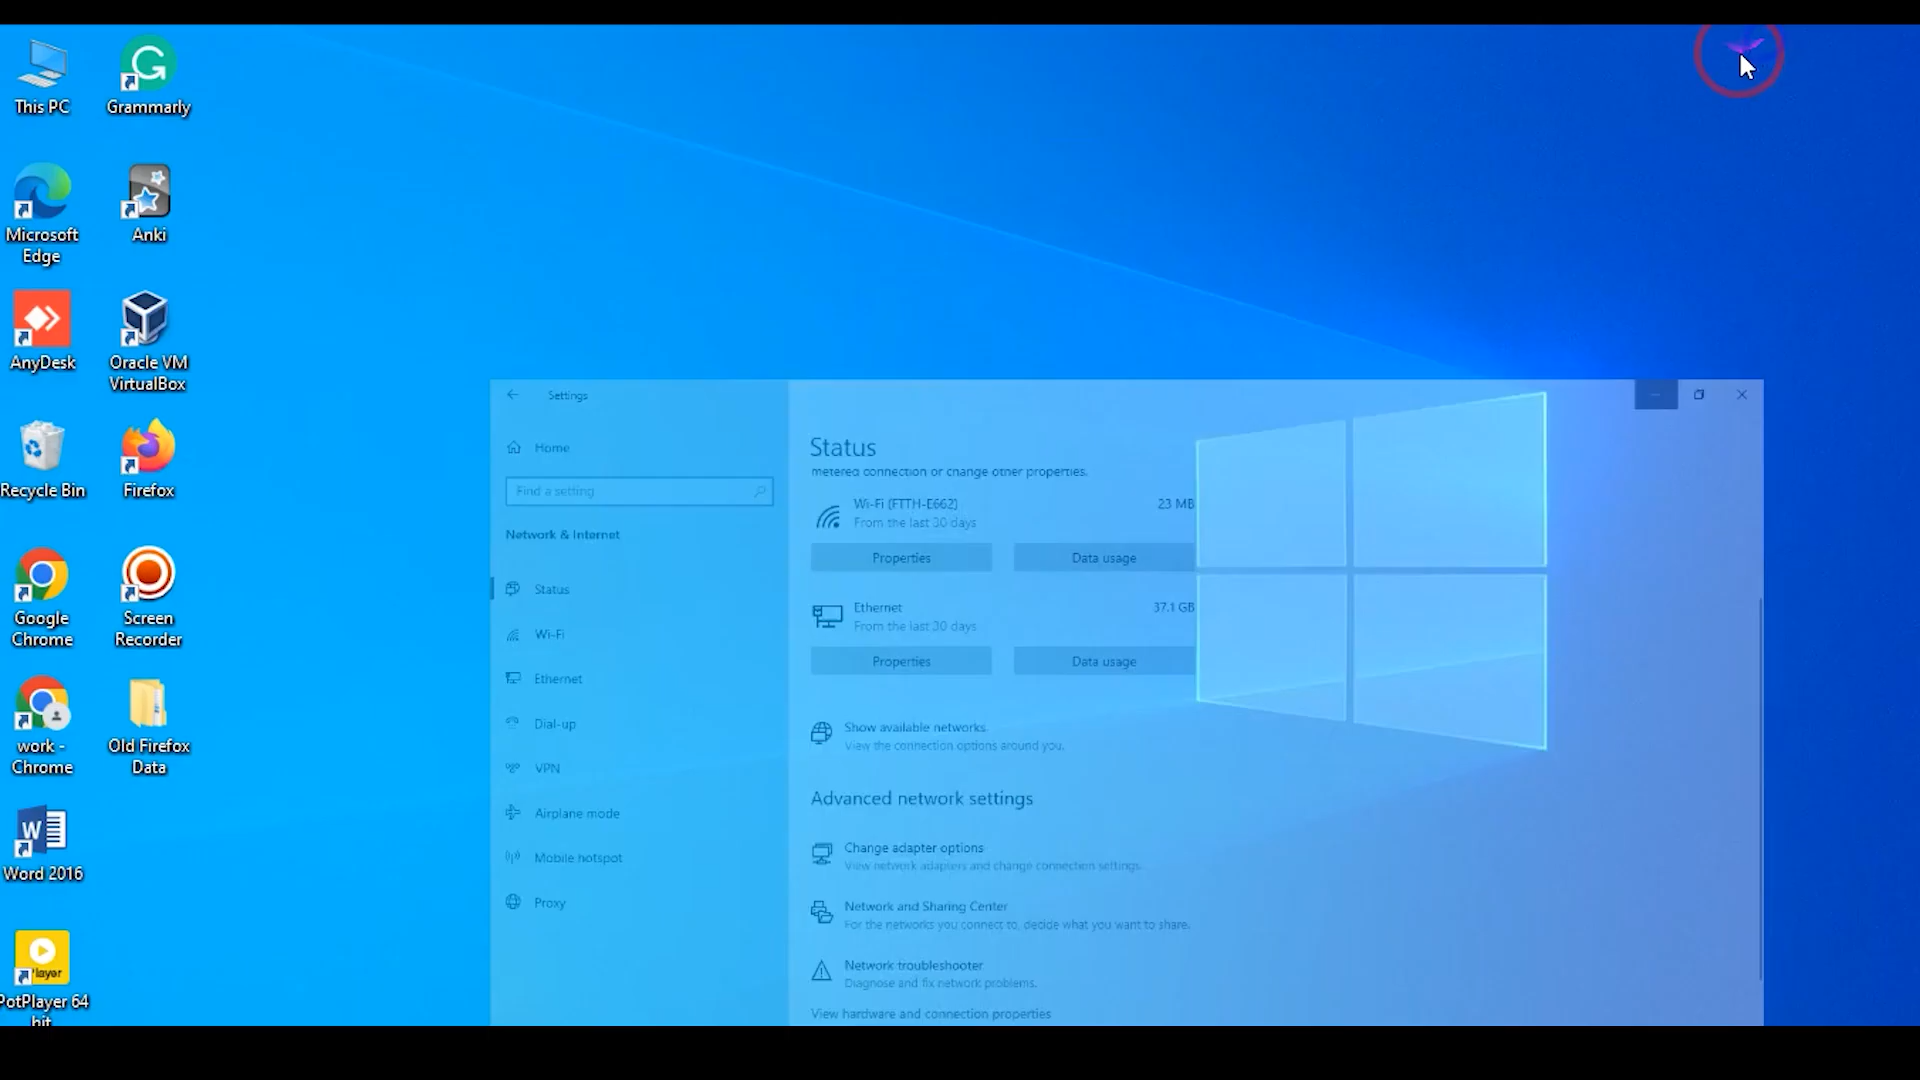 This PC
Grammarly
Microsoft
Edge
Anki
AnyDesk
Oracle VM
VirtualBox
Recycle Bin
Firefox
Google
Chrome
Screen
Recorder
work -
Chrome
Old Firefox
Data
W
Word 2016
Player
PotPlayer 64
bit
Settings
Home
Find a setting
Network & Internet
Status
Wi-Fi
Ethernet
Dial-up
VPN
Airplane mode
Mobile hotspot
Proxy
Status
metered connection or change other properties.
Wi-Fi (FTTH-E662)
23 MB
From the last 30 days
Properties
Data usage
Ethernet
37.1 GB
From the last 30 days
Properties
Data usage
Show available networks
View the connection options around you.
Advanced network settings
Change adapter options
View network adapters and change connection settings.
Network and Sharing Center
For the networks you connect to, decide what you want to share.
Network troubleshooter
Diagnose and fix network problems.
View hardware and connection properties